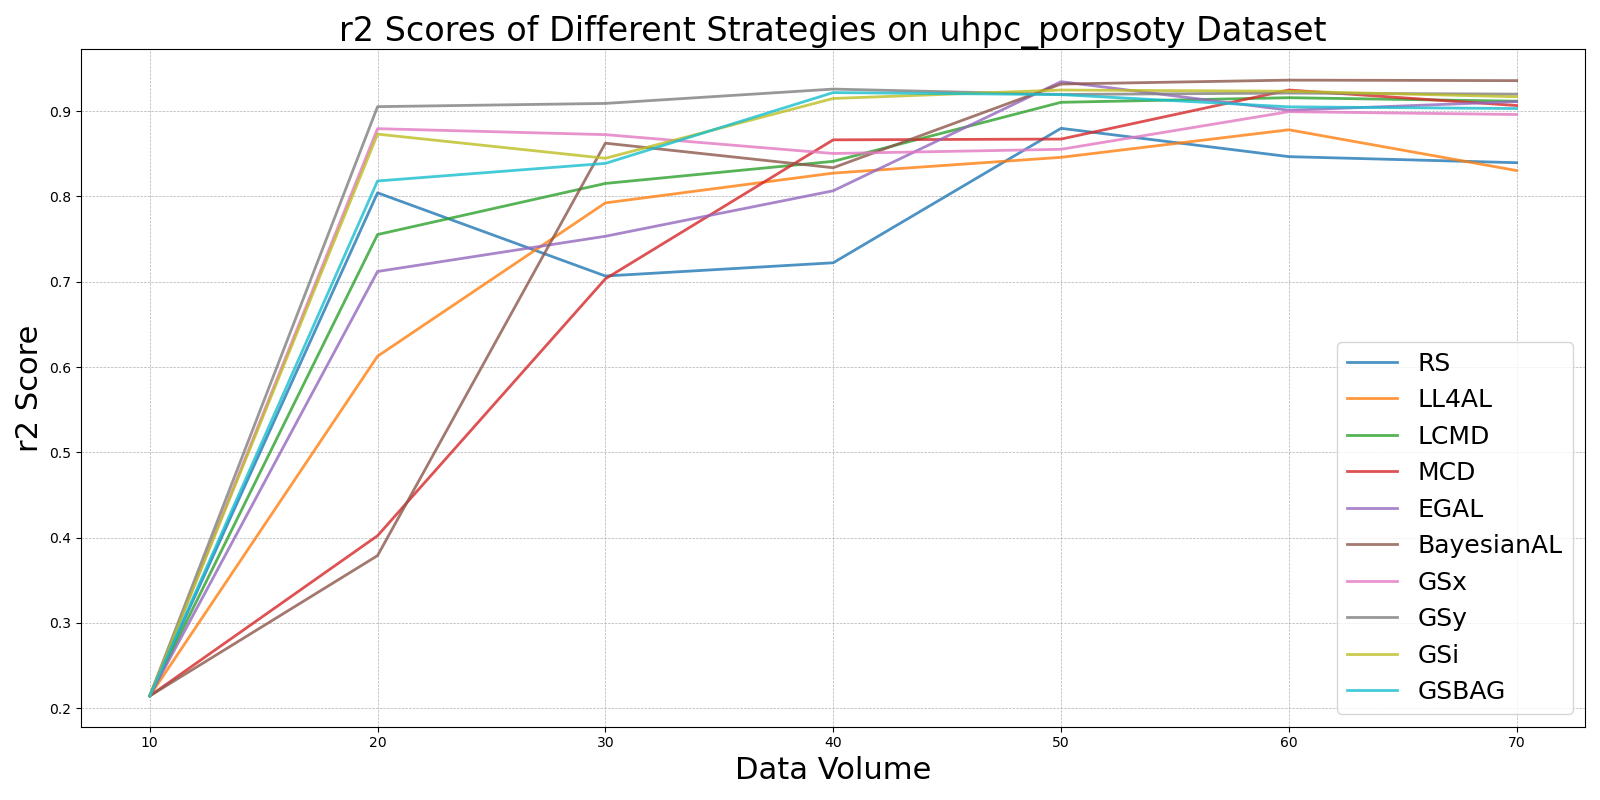 r2 Scores of Different Strategies on uhpc_porpsoty Dataset
r2 Score
0.9
0.8
0.7
0.6
0.5
0.4
0.3
0.2
RS
LL4AL
LCMD
MCD
EGAL
BayesianAL
GSx
GSy
GSi
GSBAG
10 20 30 40 50 60 70
Data Volume